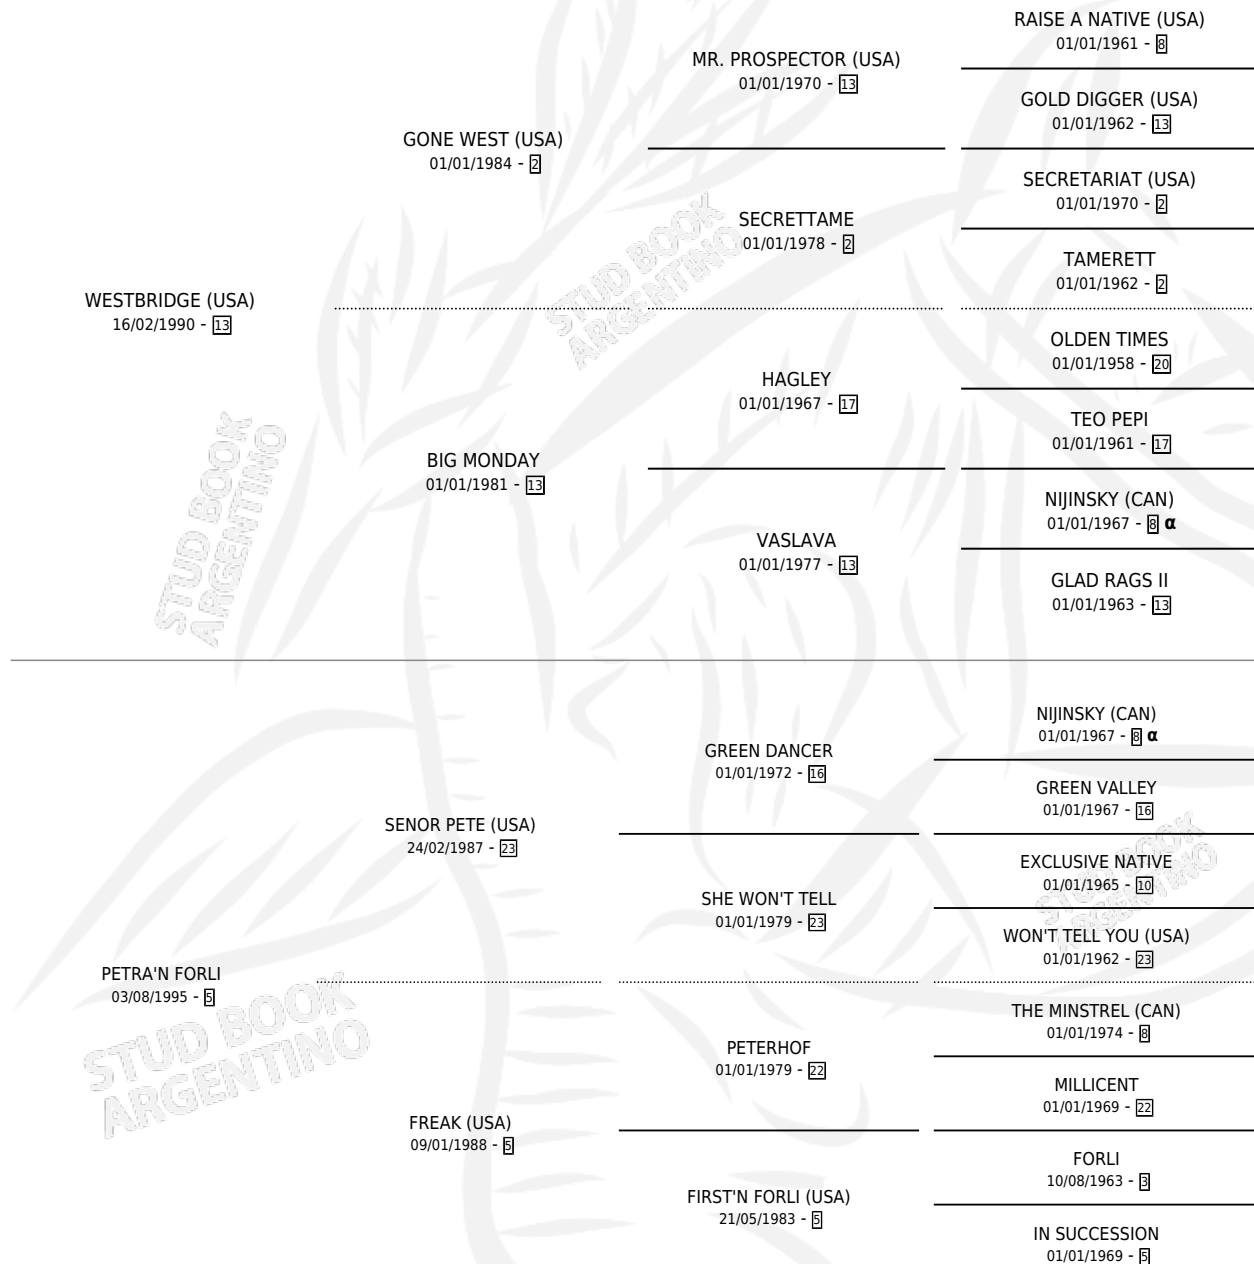 RAISE A NATIVE (USA)
01/01/1961 - 8
MR. PROSPECTOR (USA)
01/01/1970 - 13
GOLD DIGGER (USA)
01/01/1962 - 13
GONE WEST (USA)
01/01/1984 - 2
SECRETARIAT (USA)
01/01/1970 - 2
SECRETTAME
01/01/1978 - 2
TAMERETT
01/01/1962 - 2
WESTBRIDGE (USA)
16/02/1990 - 13
OLDEN TIMES
01/01/1958 - 20
HAGLEY
01/01/1967 - 17
TEO PEPI
01/01/1961 - 17
BIG MONDAY
01/01/1981 - 13
NIJINSKY (CAN)
01/01/1967 - 8 α
VASLAVA
01/01/1977 - 13
GLAD RAGS II
01/01/1963 - 13
NIJINSKY (CAN)
01/01/1967 - 8 α
GREEN DANCER
01/01/1972 - 16
GREEN VALLEY
01/01/1967 - 16
SENOR PETE (USA)
24/02/1987 - 23
EXCLUSIVE NATIVE
01/01/1965 - 10
SHE WON'T TELL
01/01/1979 - 23
WON'T TELL YOU (USA)
01/01/1962 - 23
PETRA'N FORLI
03/08/1995 - 5
THE MINSTREL (CAN)
01/01/1974 - 8
PETERHOF
01/01/1979 - 22
MILLICENT
01/01/1969 - 22
FREAK (USA)
09/01/1988 - 5
FORLI
10/08/1963 - 3
FIRST'N FORLI (USA)
21/05/1983 - 5
IN SUCCESSION
01/01/1969 - 5
STUD BOOK
ARGENTINO
STUD BOOK
ARGENTINO
STUD BOOK
ARGENTINO
STUD BOOK
ARGENTINO